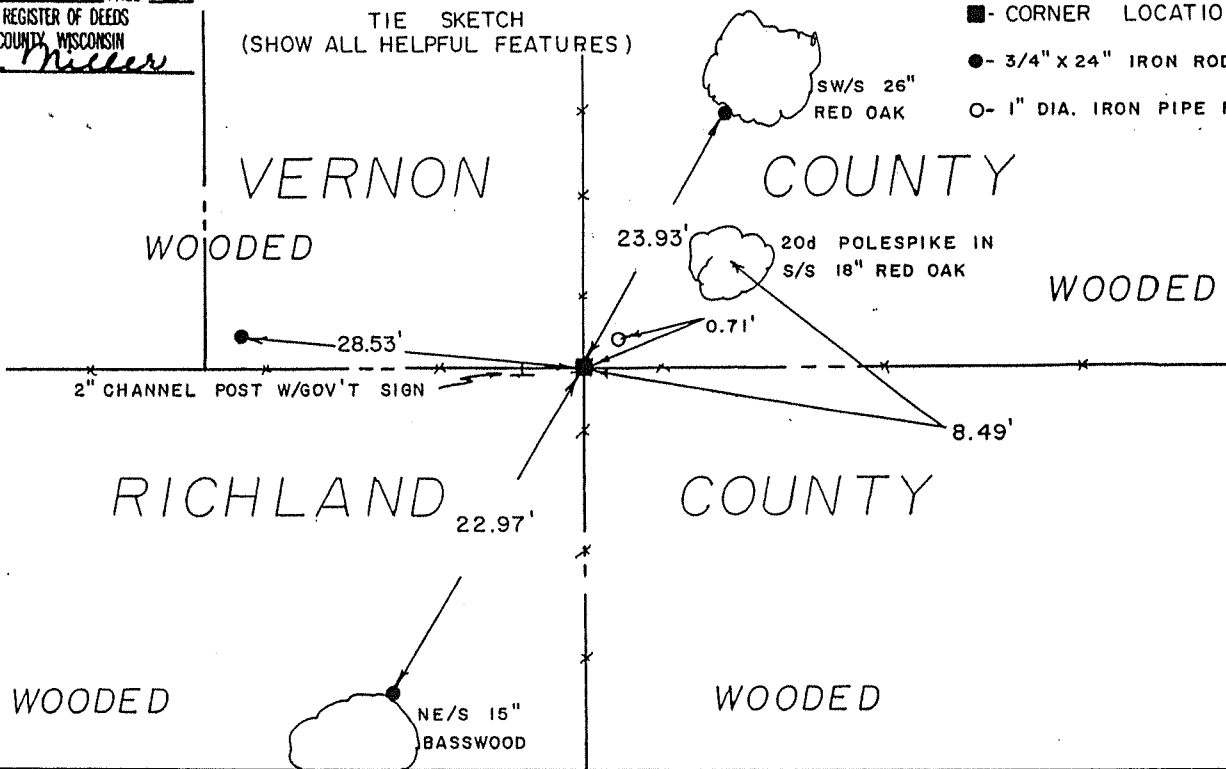 REGISTER OF DEEDS
COUNTY, WISCONSIN
Miller
TIE SKETCH
(SHOW ALL HELPFUL FEATURES)
■- CORNER LOCATIO
●- 3/4" X 24" IRON ROD
O- 1" DIA. IRON PIPE
SW/S 26"
RED OAK
VERNON COUNTY
WOODED
23.93'
20d POLESPIKE IN
S/S 18" RED OAK
WOODED
0.71'
28.53'
2" CHANNEL POST W/GOV'T SIGN
8.49'
RICHLAND COUNTY
22.97'
WOODED
WOODED
NE/S 15"
BASSWOOD